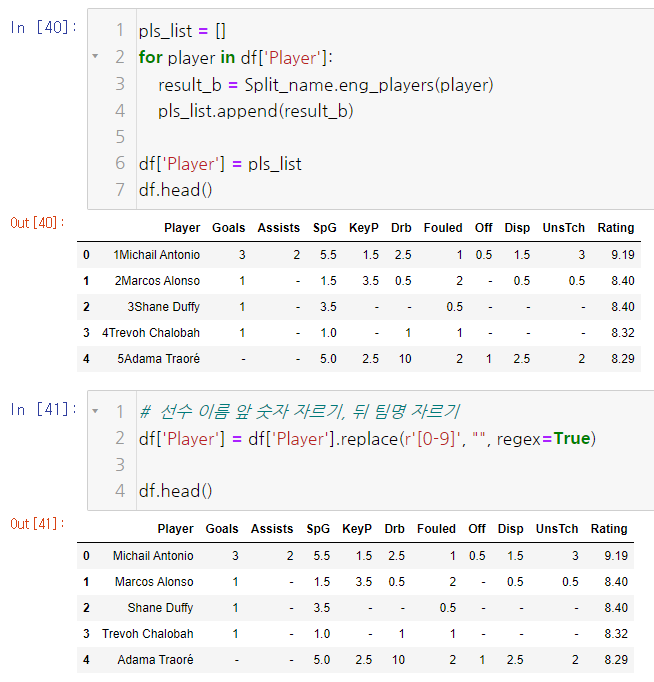 In [40]:
1 pls_list = []
2 for player in df['Player']:
3 result_b = Split_name.eng_players(player)
4 pls_list.append(result_b)
5
6 df['Player'] = pls_list
7 df.head()
Out[40]:
Player Goals Assists SpG KeyP Drb Fouled Off Disp UnsTch Rating
0 1Michail Antonio 3 2 5.5 1.5 2.5 1 0.5 1.5 3 9.19
1 2Marcos Alonso 1 - 1.5 3.5 0.5 2 - 0.5 0.5 8.40
2 3Shane Duffy 1 - 3.5 - - 0.5 - - - 8.40
3 4Trevoh Chalobah 1 - 1.0 - 1 1 - - - 8.32
4 5Adama Traoré - - 5.0 2.5 10 2 1 2.5 2 8.29
In [41]:
1 # 선수 이름 앞 숫자 자르기, 뒤 팀명 자르기
2 df['Player'] = df['Player'].replace(r'[0-9]', "", regex=True)
3
4 df.head()
Out[41]:
Player Goals Assists SpG KeyP Drb Fouled Off Disp UnsTch Rating
0 Michail Antonio 3 2 5.5 1.5 2.5 1 0.5 1.5 3 9.19
1 Marcos Alonso 1 - 1.5 3.5 0.5 2 - 0.5 0.5 8.40
2 Shane Duffy 1 - 3.5 - - 0.5 - - - 8.40
3 Trevoh Chalobah 1 - 1.0 - 1 1 - - - 8.32
4 Adama Traoré - - 5.0 2.5 10 2 1 2.5 2 8.29